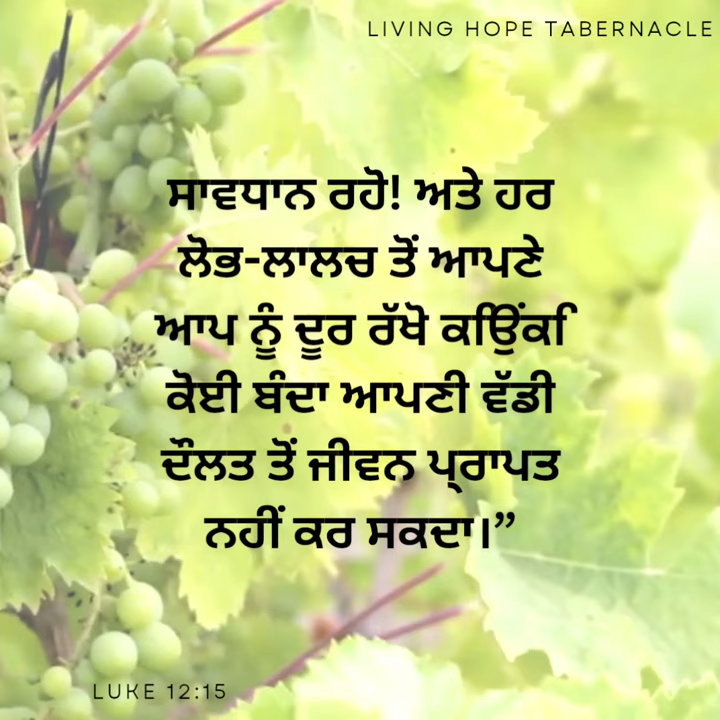 LIVING HOPE TABERNACLE
ਸਾਵਧਾਨ ਰਹੋ! ਅਤੇ ਹਰ
ਲੋਭ-ਲਾਲਚ ਤੋਂ ਆਪਣੇ
ਆਪ ਨੂੰ ਦੂਰ ਰੱਖੋ ਕਉਂਕਿ
ਕੋਈ ਬੰਦਾ ਆਪਣੀ ਵੱਡੀ
ਦੌਲਤ ਤੋਂ ਜੀਵਨ ਪ੍ਰਾਪਤ
ਨਹੀਂ ਕਰ ਸਕਦਾ।”
LUKE 12:15